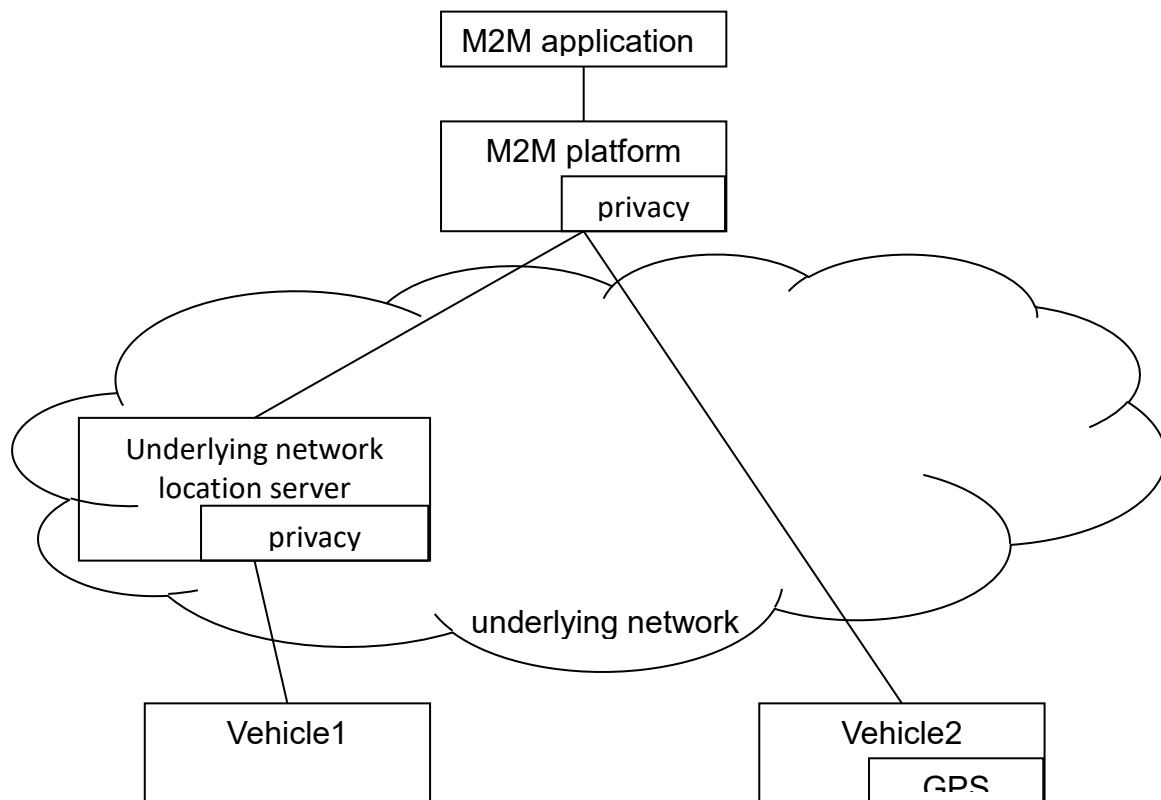 M2M application
M2M platform
privacy
Underlying network
location server
privacy
underlying network
Vehicle1
Vehicle2
GPS